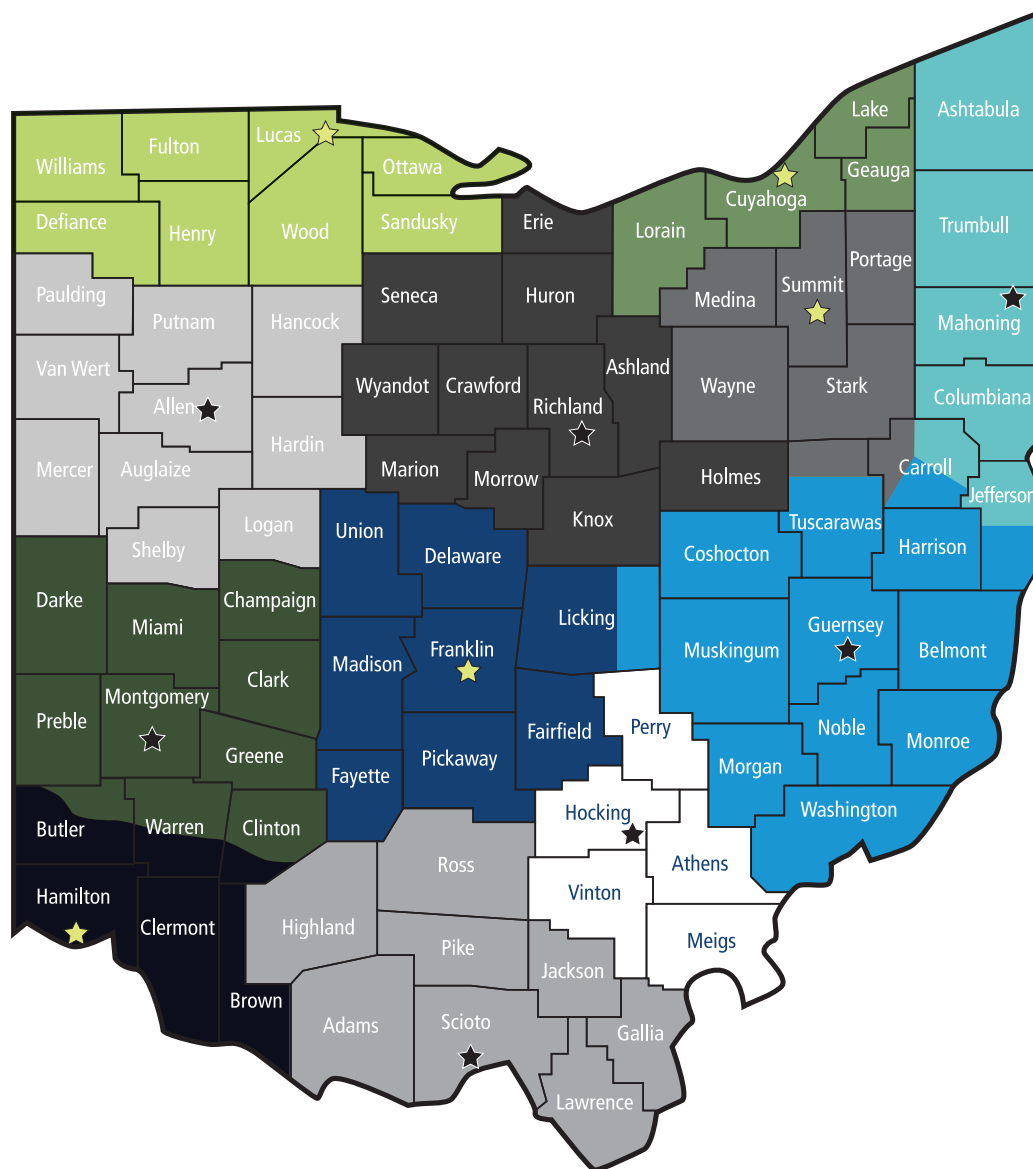 Lake
Ashtabula
Lucas
Fulton
Williams
Ottawa
Geauga
Cuyahoga
Defiance
Henry
Wood
Sandusky
Erie
Lorain
Trumbull
Portage
Paulding
Seneca
Huron
Medina
Summit
Putnam
Hancock
Mahoning
Van Wert
Wyandot
Crawford
Ashland
Wayne
Stark
Columbiana
Allen
Richland
Mercer
Auglaize
Hardin
Marion
Morrow
Holmes
Carroll
Jefferson
Knox
Logan
Union
Tuscarawas
Shelby
Delaware
Coshocton
Harrison
Darke
Champaign
Miami
Licking
Guernsey
Madison
Franklin
Muskingum
Belmont
Clark
Montgomery
Preble
Fairfield
Perry
Noble
Monroe
Greene
Pickaway
Morgan
Fayette
Washington
Butler
Warren
Clinton
Hocking
Ross
Athens
Hamilton
Vinton
Clermont
Highland
Pike
Meigs
Jackson
Brown
Adams
Scioto
Gallia
Lawrence